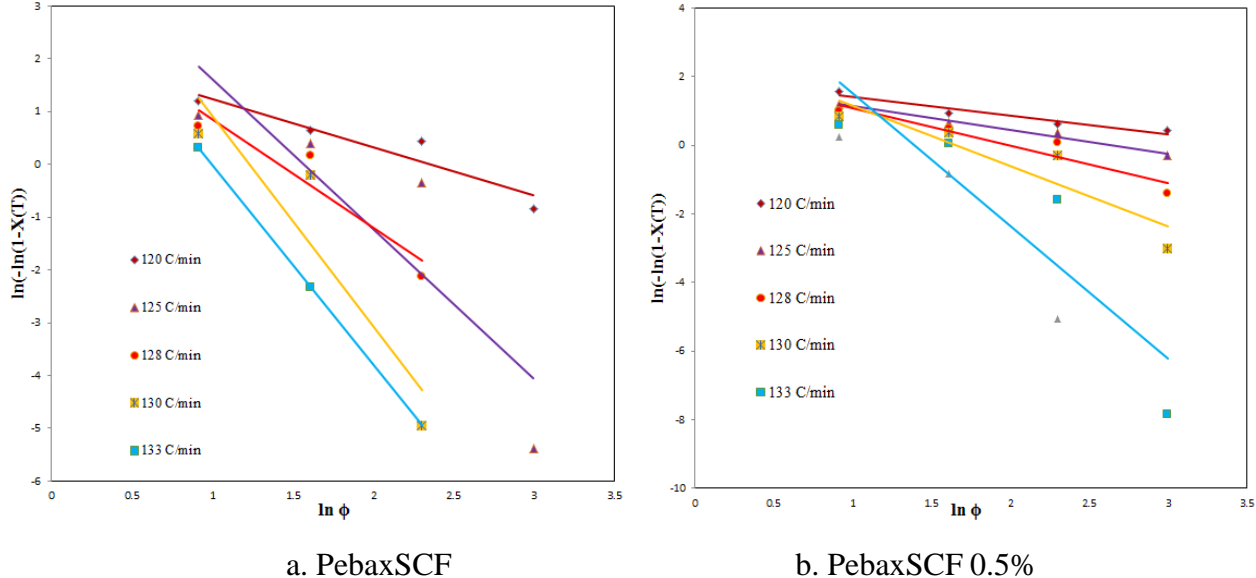 3
2
1
0
-1
-2
-3
-4
-5
-6
ln(-ln(1-X(T))
120 C/min
125 C/min
128 C/min
130 C/min
133 C/min
0 0.5 1 1.5 2 2.5 3 3.5
ln ϕ
a. PebaxSCF
4
2
0
-2
-4
-6
-8
-10
ln(-ln(1-X(T))
120 C/min
125 C/min
128 C/min
130 C/min
133 C/min
0 0.5 1 1.5 2 2.5 3 3.5
ln ϕ
b. PebaxSCF 0.5%